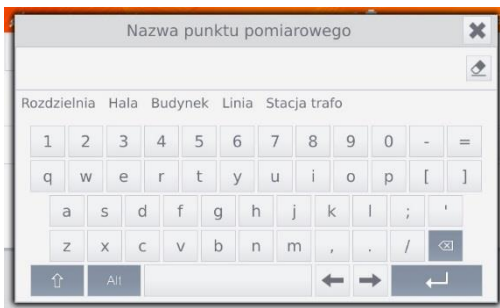 Nazwa punktu pomiarowego
Rozdzielnia Hala Budynek Linia Stacja trafo
1 2 3 4 5 6 7 8 9 0 - =
q w e r t y u i o p [ ]
a s d f g h j k l ; '
z x c v b n m , . /
Alt